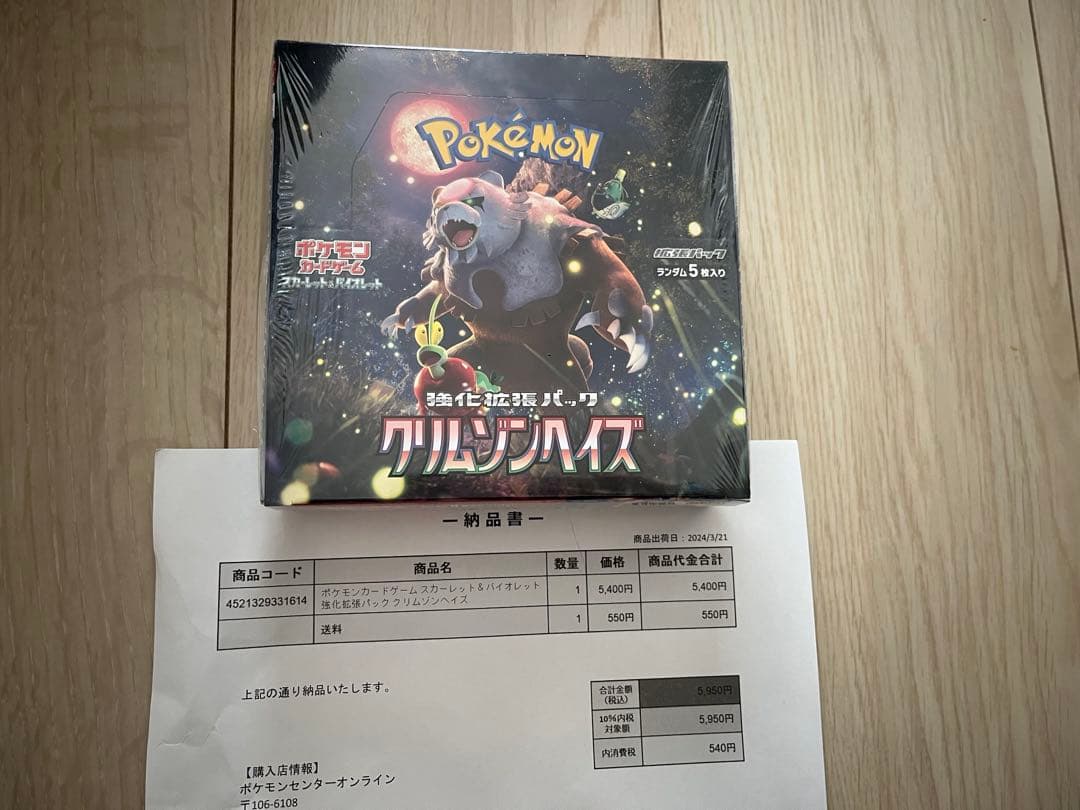 POKéMON
ポケモン
カードゲーム
スカーレット&バイオレット
拡張パック
ランダム5枚入り
強化拡張パック
クリムゾンヘイズ
ー納品書ー
商品出荷日：2024/3/21
商品コード 商品名 数量 価格 商品代金合計
4521329331614 ポケモンカードゲーム スカーレット＆バイオレット
強化拡張パック クリムゾンヘイズ 1 5,400円 5,400円
送料 1 550円 550円
上記の通り納品いたします。
合計金額
（税込） 5,950円
10%内税
対象額 5,950円
内消費税 540円
【購入店情報】
ポケモンセンターオンライン
〒106-6108